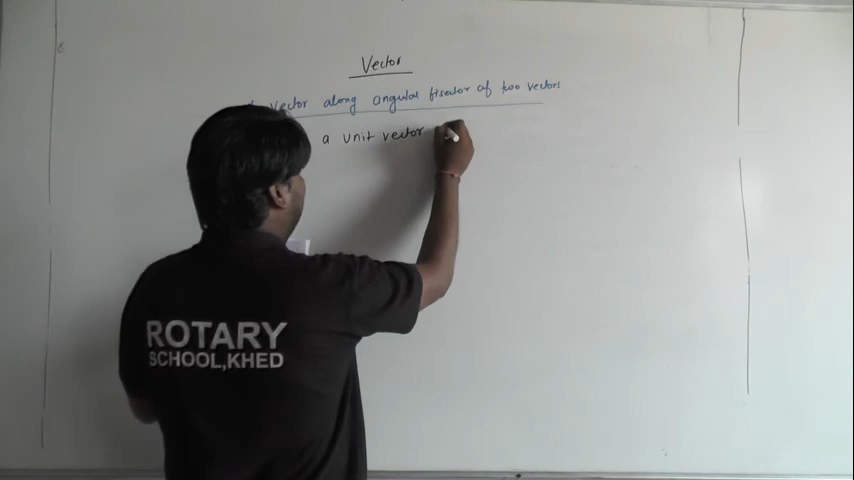 Vector
vector along angular bisector of two vectors
a unit vector
ROTARY
SCHOOL,KHED